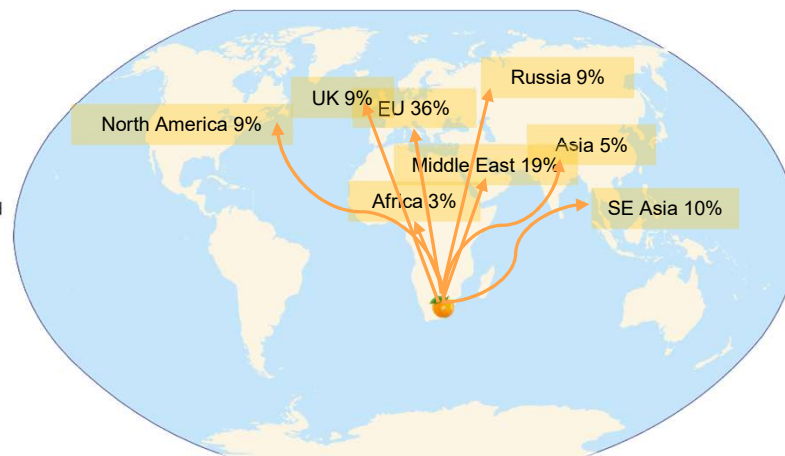 Russia 9%
UK 9%
EU 36%
North America 9%
Asia 5%
Middle East 19%
Africa 3%
SE Asia 10%